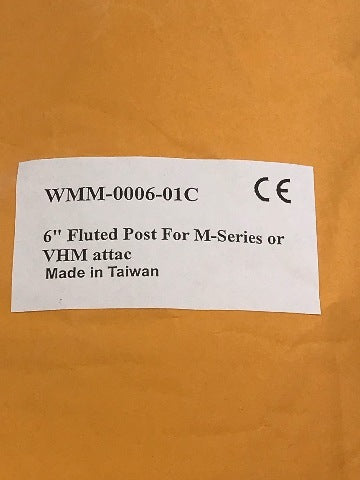 WMM-0006-01C CE
6" Fluted Post For M-Series or
VHM attac
Made in Taiwan